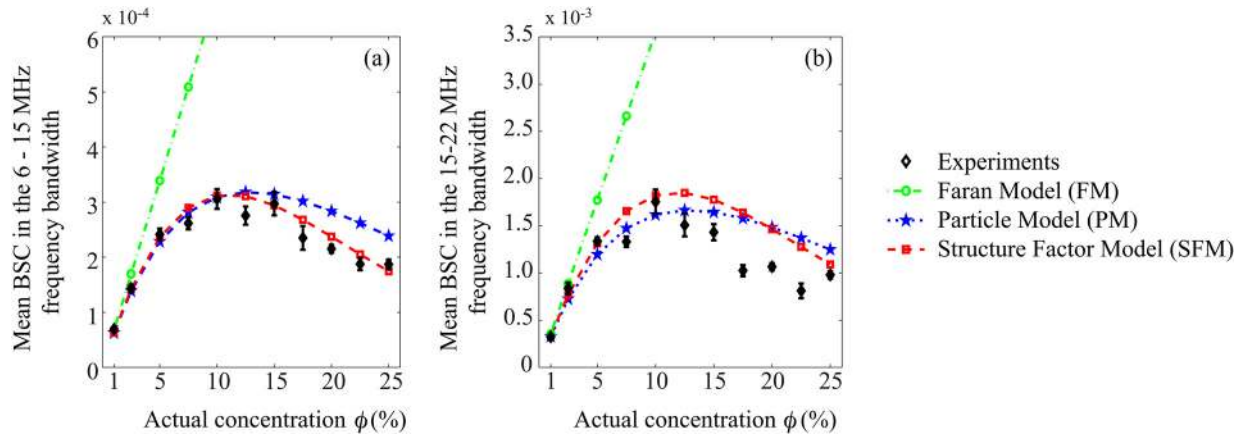 x 10⁻⁴
6
5
4
3
2
1
0
(a)
1 5 10 15 20 25
Actual concentration ϕ(%)
Mean BSC in the 6 - 15 MHz
frequency bandwidth
x 10⁻³
3.5
3.0
2.5
2.0
1.5
1.0
0.5
0
(b)
1 5 10 15 20 25
Actual concentration ϕ(%)
Mean BSC in the 15-22 MHz
frequency bandwidth
Experiments
Faran Model (FM)
Particle Model (PM)
Structure Factor Model (SFM)